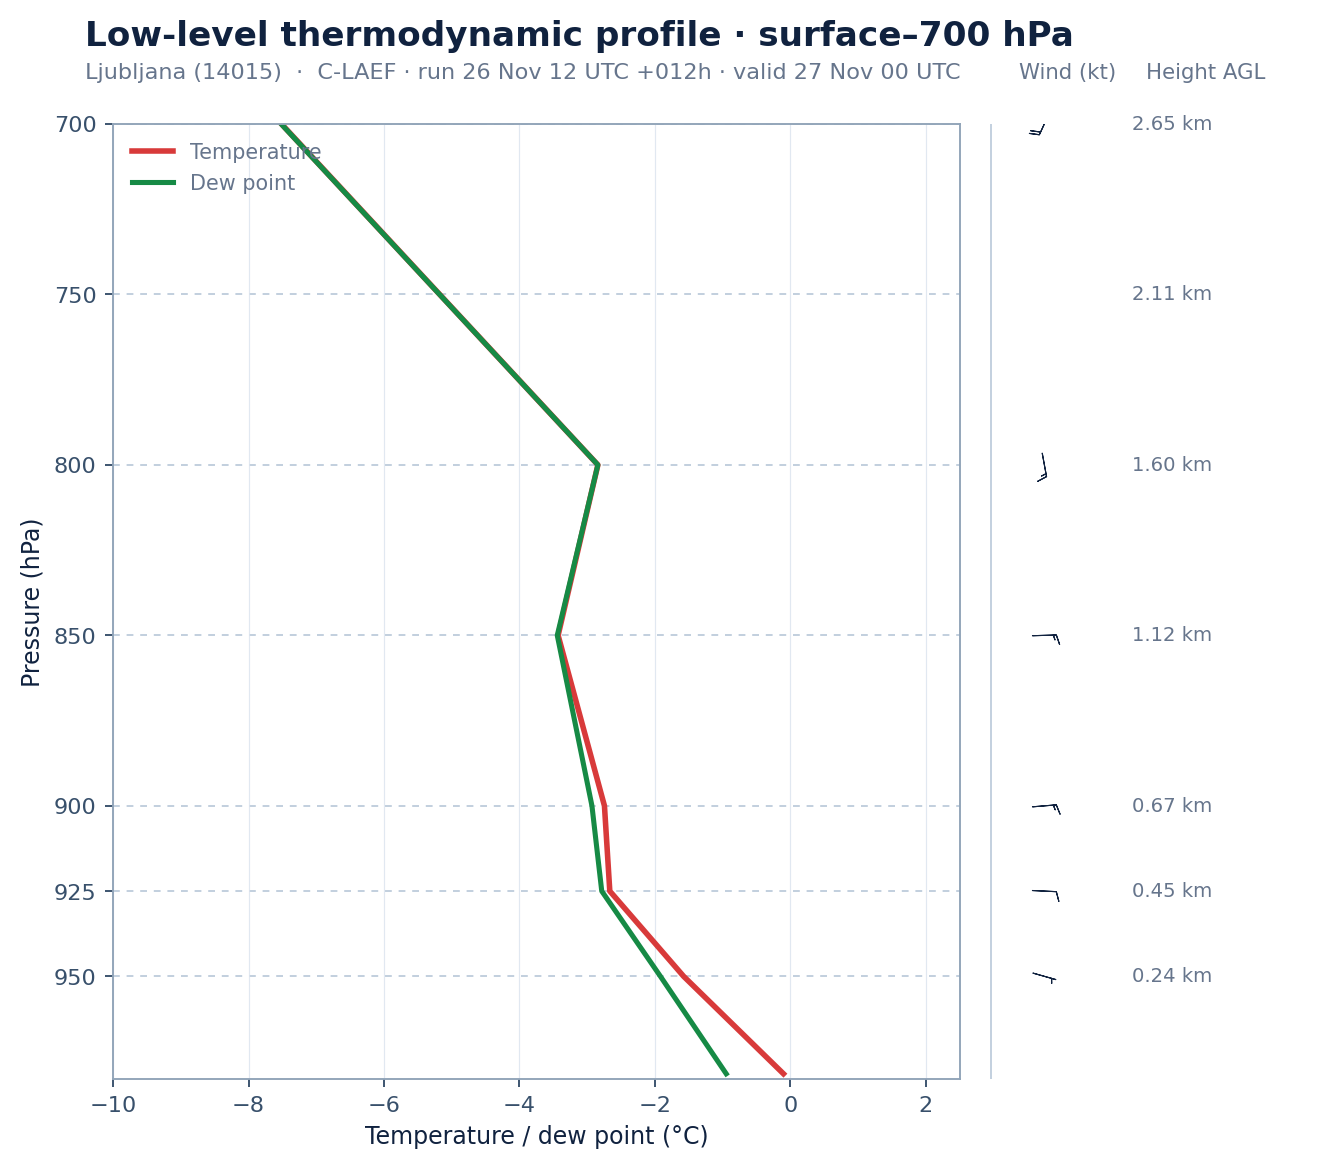 Low-level thermodynamic profile · surface–700 hPa
Ljubljana (14015)  ·  C-LAEF · run 26 Nov 12 UTC +012h · valid 27 Nov 00 UTC
Wind (kt)
Height AGL
Temperature
Dew point
700
750
800
850
900
925
950
Pressure (hPa)
2.65 km
2.11 km
1.60 km
1.12 km
0.67 km
0.45 km
0.24 km
−10
−8
−6
−4
−2
0
2
Temperature / dew point (°C)